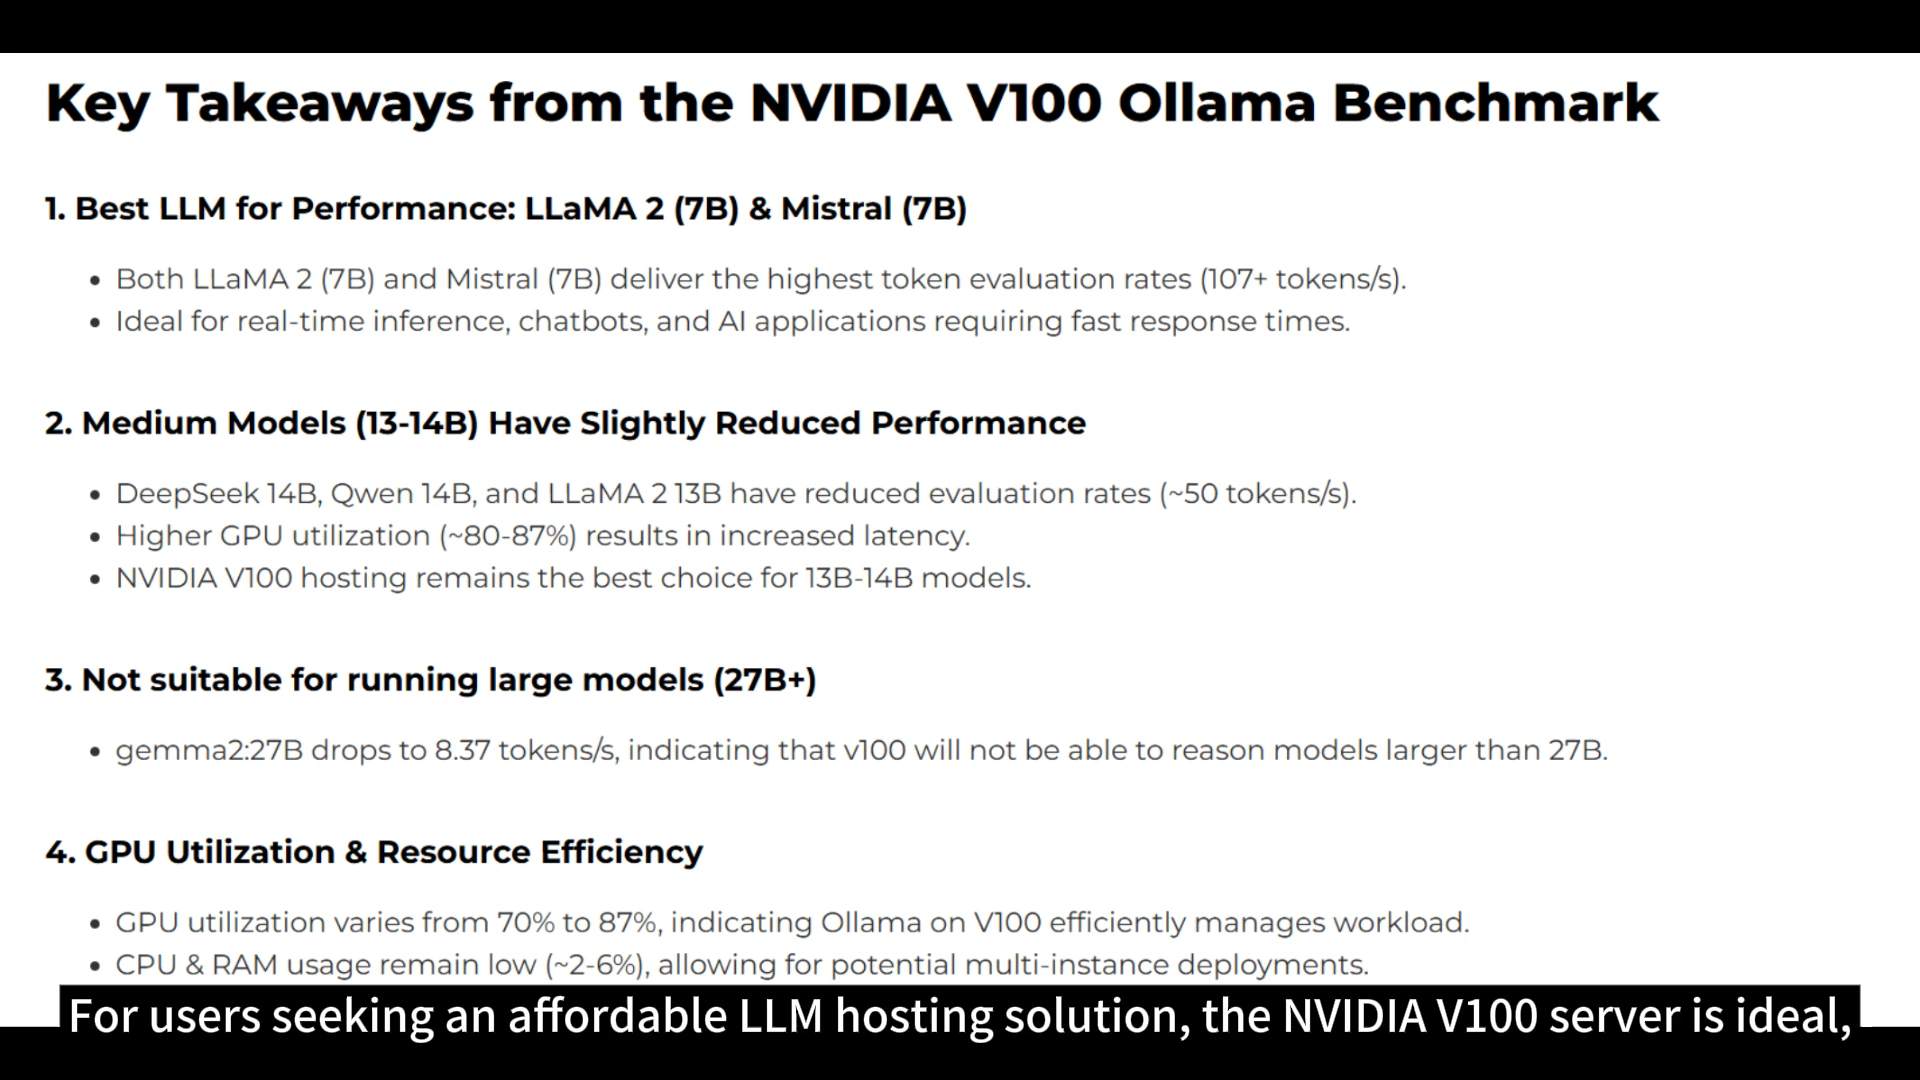 Key Takeaways from the NVIDIA V100 Ollama Benchmark
1. Best LLM for Performance: LLaMA 2 (7B) & Mistral (7B)
• Both LLaMA 2 (7B) and Mistral (7B) deliver the highest token evaluation rates (107+ tokens/s).
• Ideal for real-time inference, chatbots, and AI applications requiring fast response times.
2. Medium Models (13-14B) Have Slightly Reduced Performance
• DeepSeek 14B, Qwen 14B, and LLaMA 2 13B have reduced evaluation rates (~50 tokens/s).
• Higher GPU utilization (~80-87%) results in increased latency.
• NVIDIA V100 hosting remains the best choice for 13B-14B models.
3. Not suitable for running large models (27B+)
• gemma2:27B drops to 8.37 tokens/s, indicating that v100 will not be able to reason models larger than 27B.
4. GPU Utilization & Resource Efficiency
• GPU utilization varies from 70% to 87%, indicating Ollama on V100 efficiently manages workload.
• CPU & RAM usage remain low (~2-6%), allowing for potential multi-instance deployments.
For users seeking an affordable LLM hosting solution, the NVIDIA V100 server is ideal,